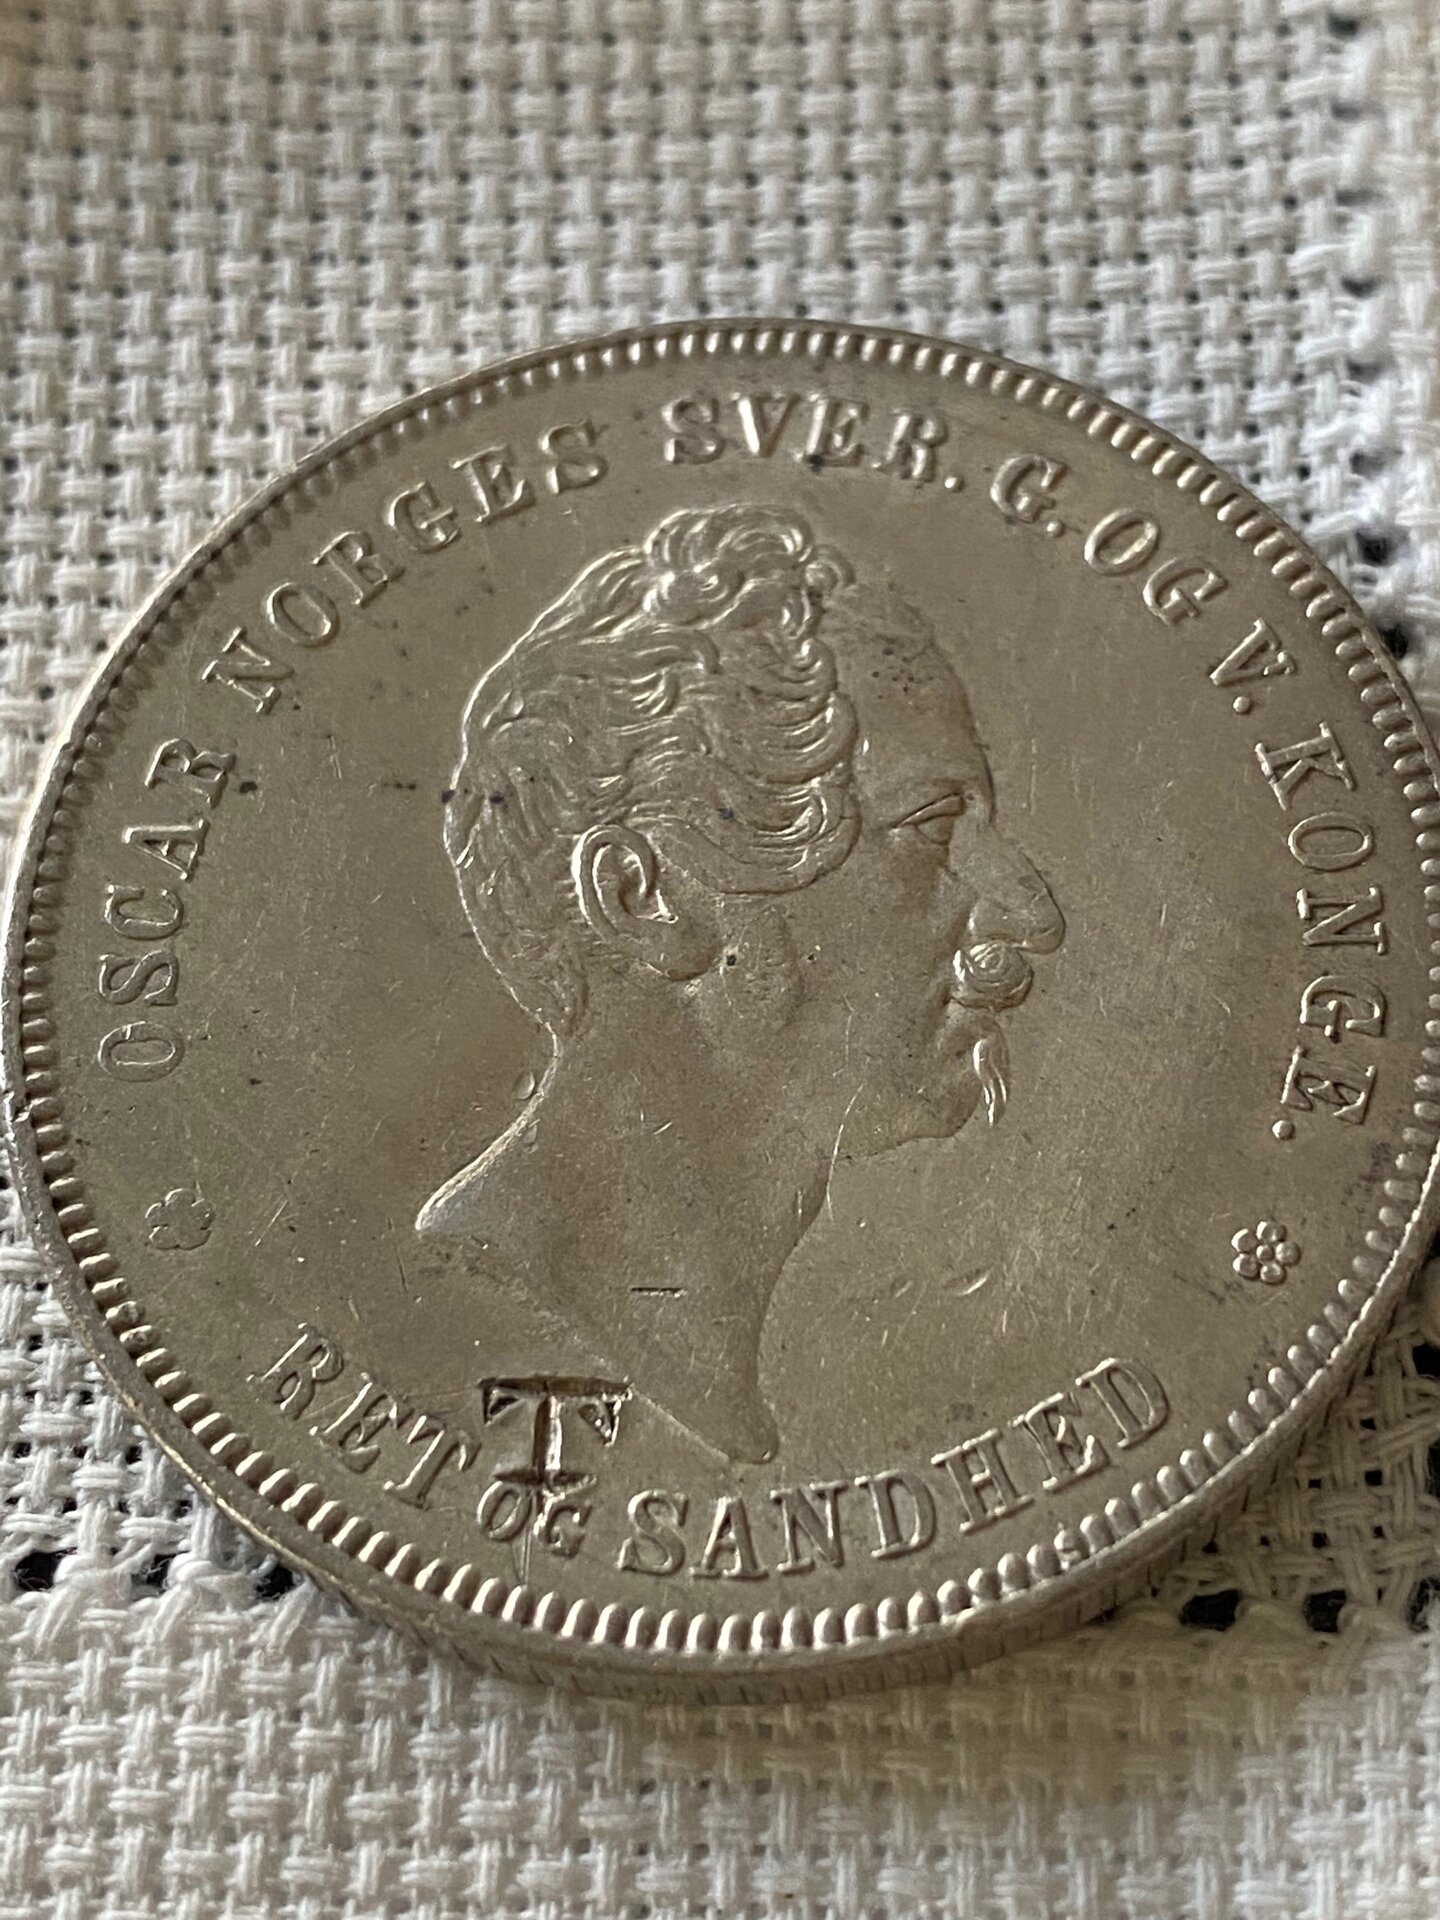 OSCAR NORGES SVER. G. OG V. KONGE.
RET OG SANDHED
T